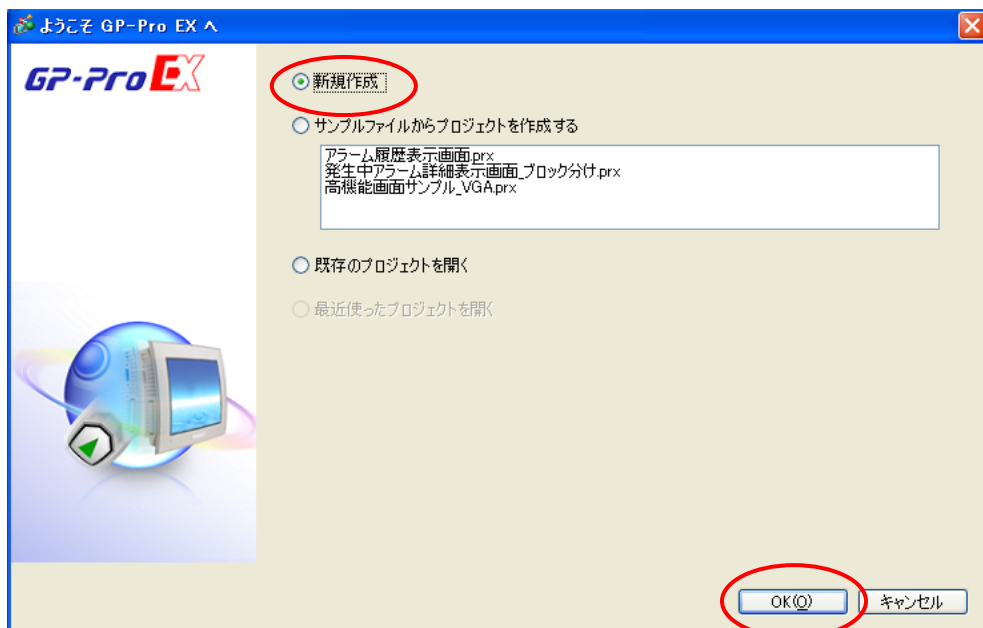 ようこそ GP-Pro EX へ
GP-Pro EX
新規作成
サンプルファイルからプロジェクトを作成する
アラーム履歴表示画面.prx
発生中アラーム詳細表示画面_ブロック分け.prx
高機能画面サンプル_VGA.prx
既存のプロジェクトを開く
最近使ったプロジェクトを開く
OK(O)
キャンセル